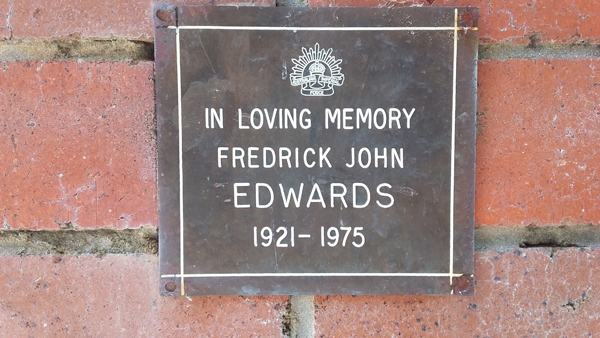 IN LOVING MEMORY
FREDRICK JOHN
EDWARDS
1921-1975